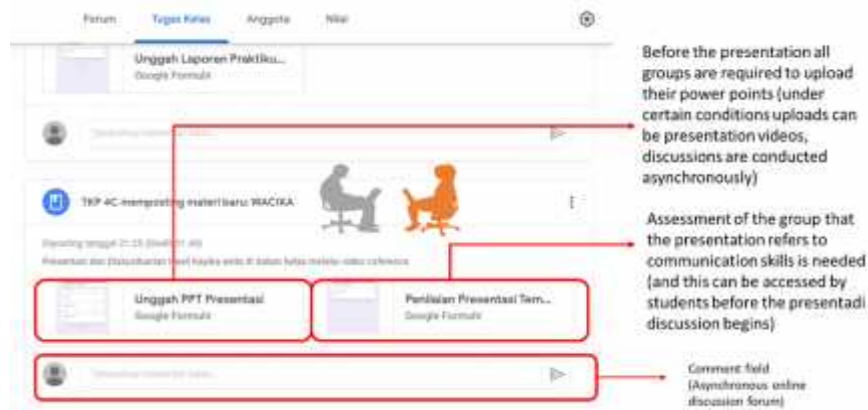 Forum Tugas Kelas Anggota Nilai
Unggah Laporan Praktiku...
Google Formulir
TKP 4C memposting materi baru: WACIKA
Unggah PPT Presentasi
Google Formulir
Penilaian Presentasi Tem...
Google Formulir
Before the presentation all
groups are required to upload
their power points (under
certain conditions uploads can
be presentation videos,
discussions are conducted
asynchronously)
Assessment of the group that
the presentation refers to
communication skills is needed
(and this can be accessed by
students before the presentadi
discussion begins)
Comment field
(Asynchronous online
discussion forum)